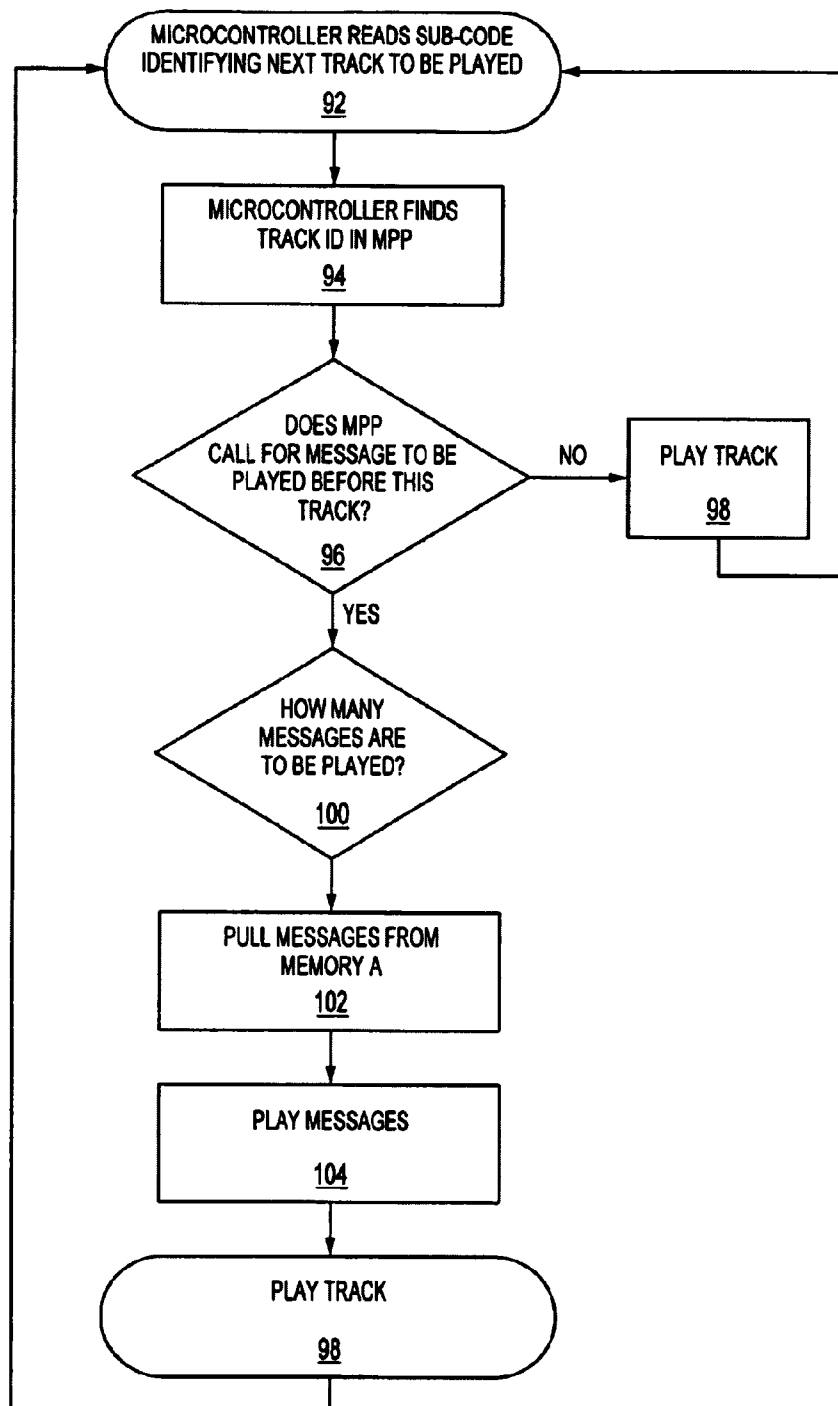 MICROCONTROLLER READS SUB-CODE
IDENTIFYING NEXT TRACK TO BE PLAYED
92
MICROCONTROLLER FINDS
TRACK ID IN MPP
94
DOES MPP
CALL FOR MESSAGE TO BE
PLAYED BEFORE THIS
TRACK?
96
NO
PLAY TRACK
98
YES
HOW MANY
MESSAGES ARE
TO BE PLAYED?
100
PULL MESSAGES FROM
MEMORY A
102
PLAY MESSAGES
104
PLAY TRACK
98